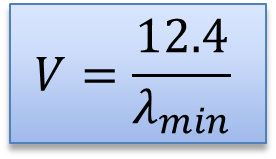 V = 12.4 / λ_min